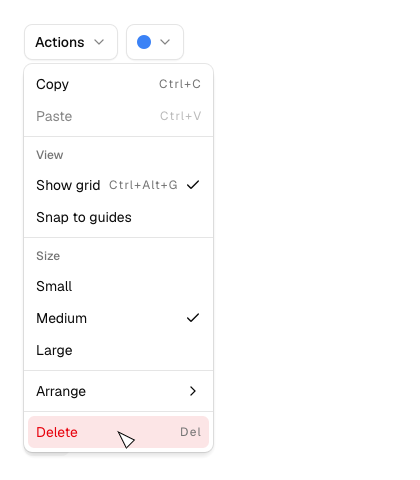 Actions
Copy Ctrl+C
Paste Ctrl+V
View
Show grid Ctrl+Alt+G
Snap to guides
Size
Small
Medium
Large
Arrange
Delete Del